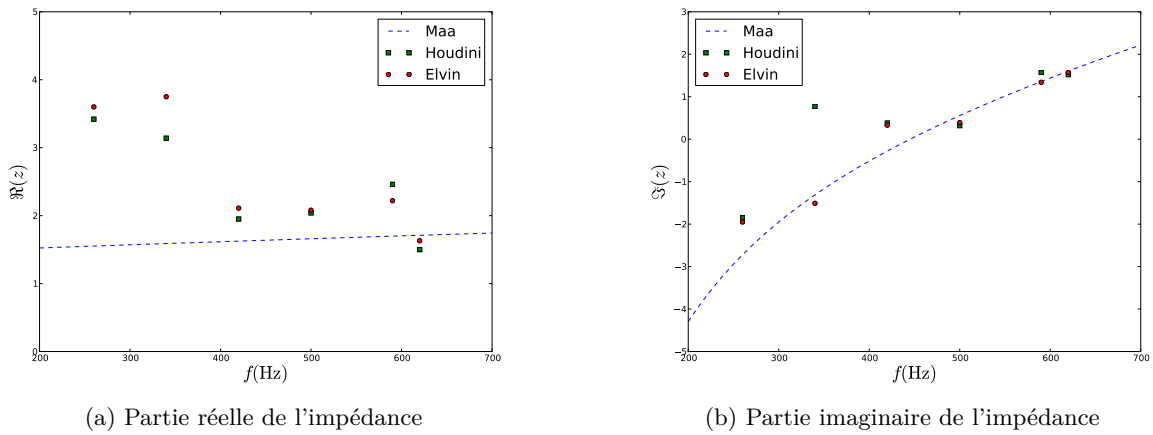 5
4
3
2
1
0
200 300 400 500 600 700
ℜ(z)
f(Hz)
Maa
Houdini
Elvin
(a) Partie réelle de l'impédance
3
2
1
0
−1
−2
−3
−4
−5
200 300 400 500 600 700
ℑ(z)
f(Hz)
Maa
Houdini
Elvin
(b) Partie imaginaire de l'impédance